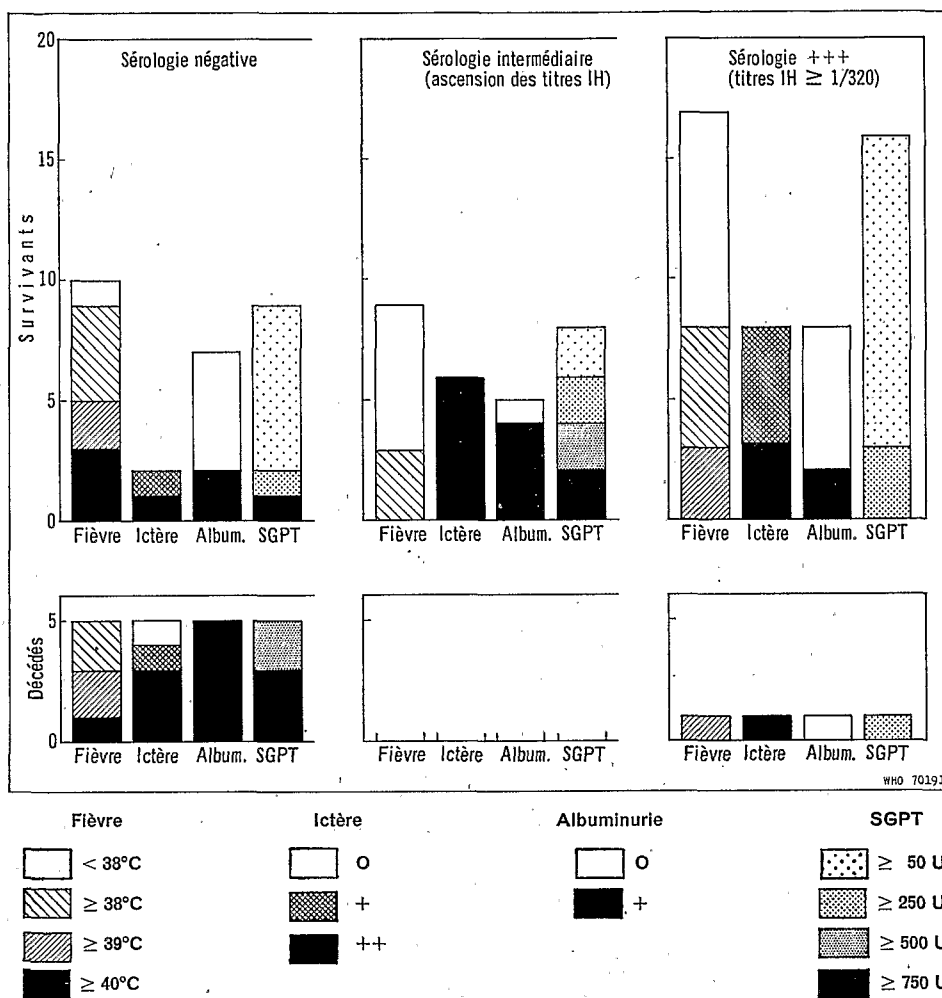 20
15
10
5
0
Survivants
Sérologie négative
Fièvre Ictère Album. SGPT
Sérologie intermédiaire
(ascension des titres IH)
Fièvre Ictère Album. SGPT
Sérologie +++
(titres IH ≥ 1/320)
Fièvre Ictère Album. SGPT
5
0
Décédés
Fièvre Ictère Album. SGPT
Fièvre Ictère Album. SGPT
Fièvre Ictère Album. SGPT
WHO 70191
Fièvre
< 38°C
≥ 38°C
≥ 39°C
≥ 40°C
Ictère
O
+
++
Albuminurie
O
+
SGPT
≥ 50 U
≥ 250 U
≥ 500 U
≥ 750 U